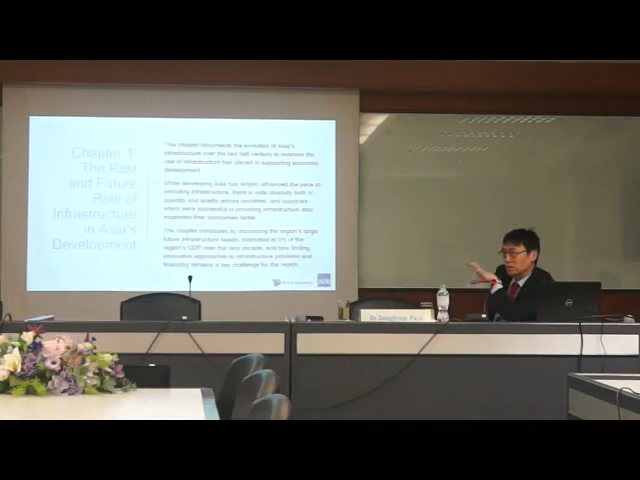 Chapter 1:
The Past
and Future
Role of
Infrastructure
in Asia's
Development
This chapter documents the evolution of Asia's
infrastructure over the last half century to examine the
role of infrastructure has played in supporting economic
development
While developing Asia has largely advanced the pace of
providing infrastructure, there is wide diversity both in
quantity and quality across countries, and countries
which were successful in providing infrastructure also
expanded their economies faster.
The chapter concludes by discussing the region's large
future infrastructure needs, estimated at 5% of the
region's GDP over the next decade, and how finding
innovative approaches to infrastructure provision and
financing remains a key challenge for the region.
ADB